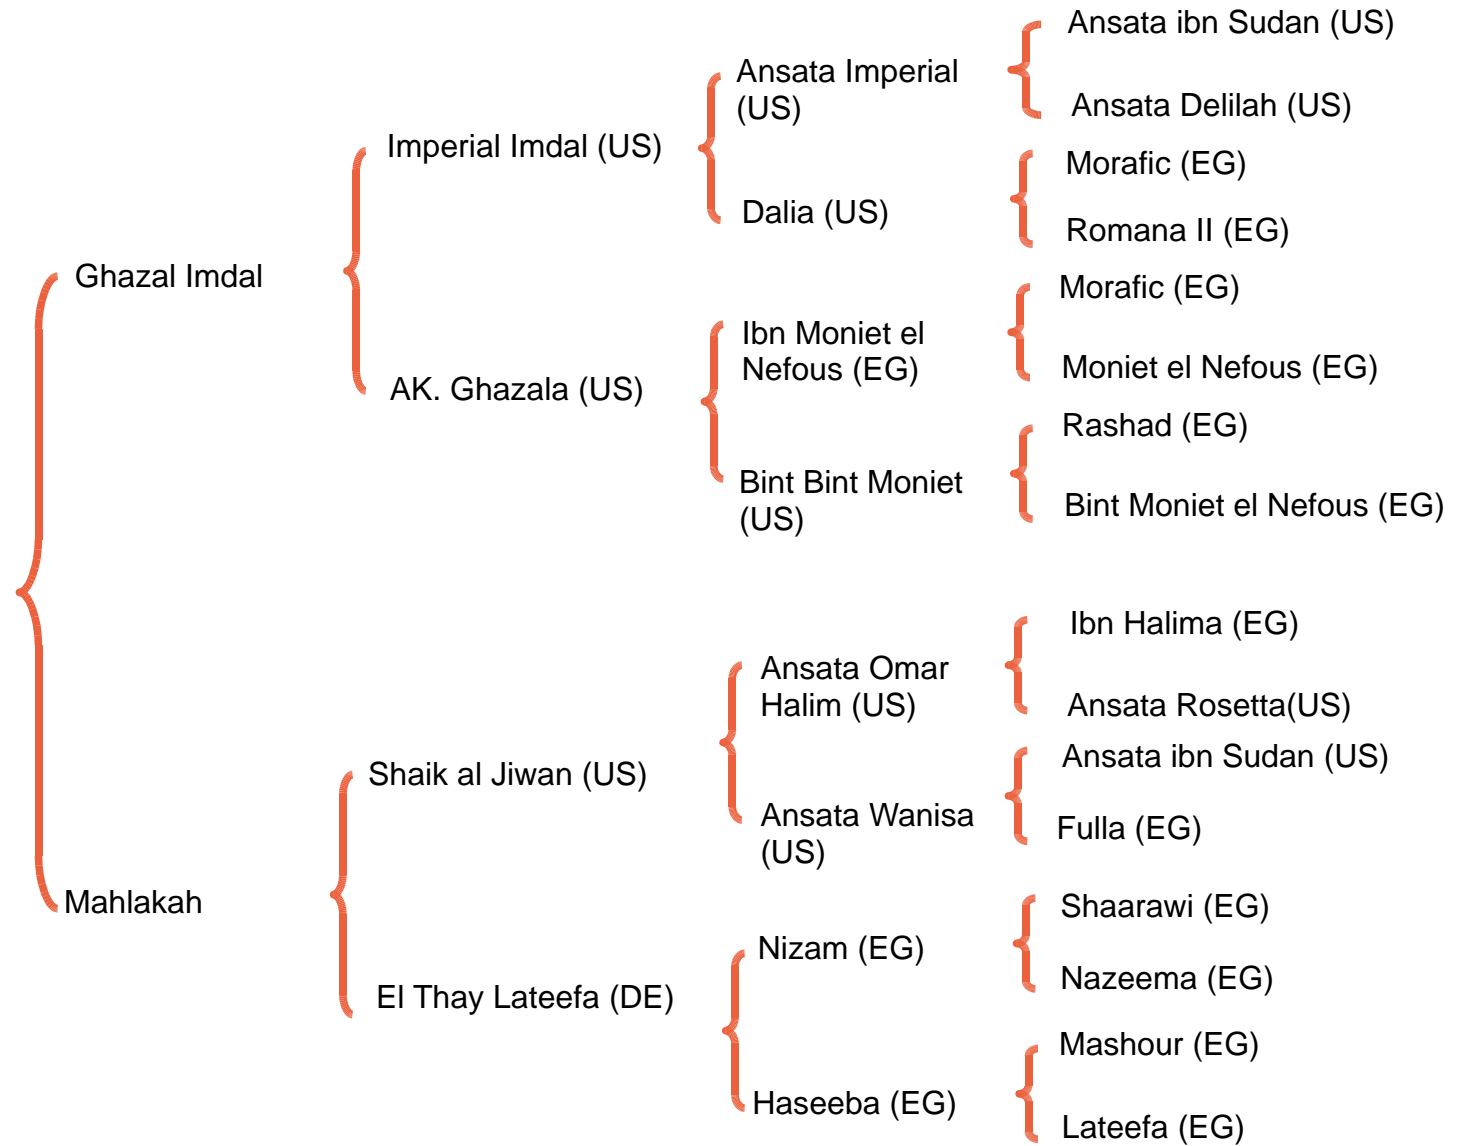 Ansata ibn Sudan (US)
Ansata Imperial
(US)
Ansata Delilah (US)
Imperial Imdal (US)
Morafic (EG)
Dalia (US)
Romana II (EG)
Ghazal Imdal
Morafic (EG)
Ibn Moniet el
Nefous (EG)
Moniet el Nefous (EG)
AK. Ghazala (US)
Rashad (EG)
Bint Bint Moniet
(US)
Bint Moniet el Nefous (EG)
Ibn Halima (EG)
Ansata Omar
Halim (US)
Ansata Rosetta(US)
Shaik al Jiwan (US)
Ansata ibn Sudan (US)
Ansata Wanisa
(US)
Fulla (EG)
Mahlakah
Shaarawi (EG)
Nizam (EG)
Nazeema (EG)
El Thay Lateefa (DE)
Mashour (EG)
Haseeba (EG)
Lateefa (EG)